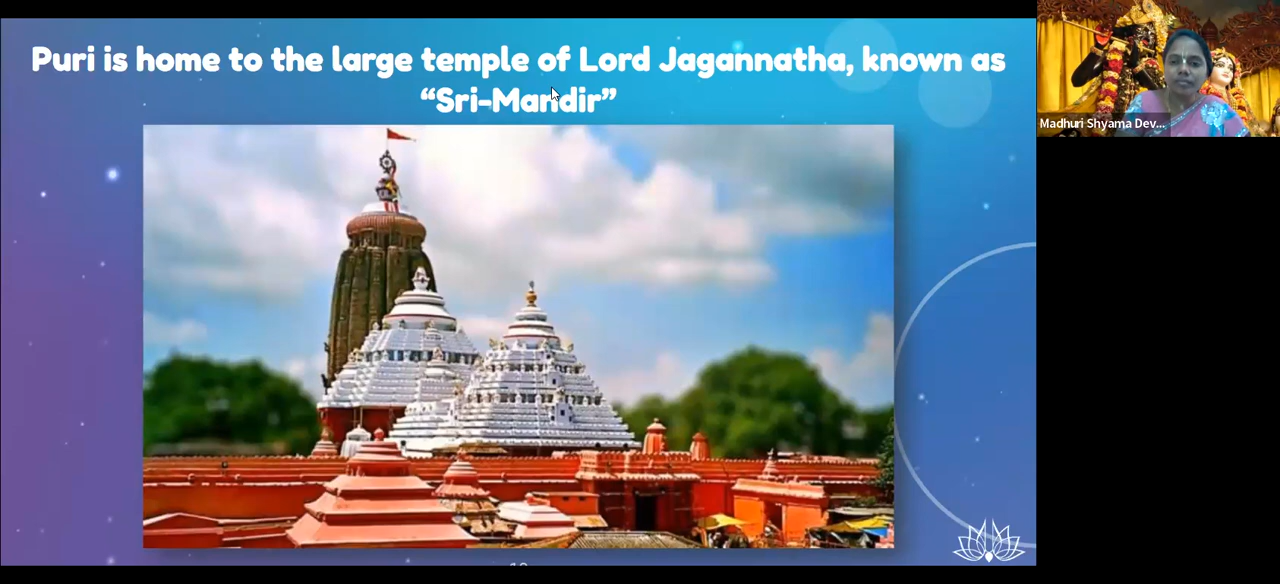 Puri is home to the large temple of Lord Jagannatha, known as
“Sri-Mandir”
Madhuri Shyama Dev...